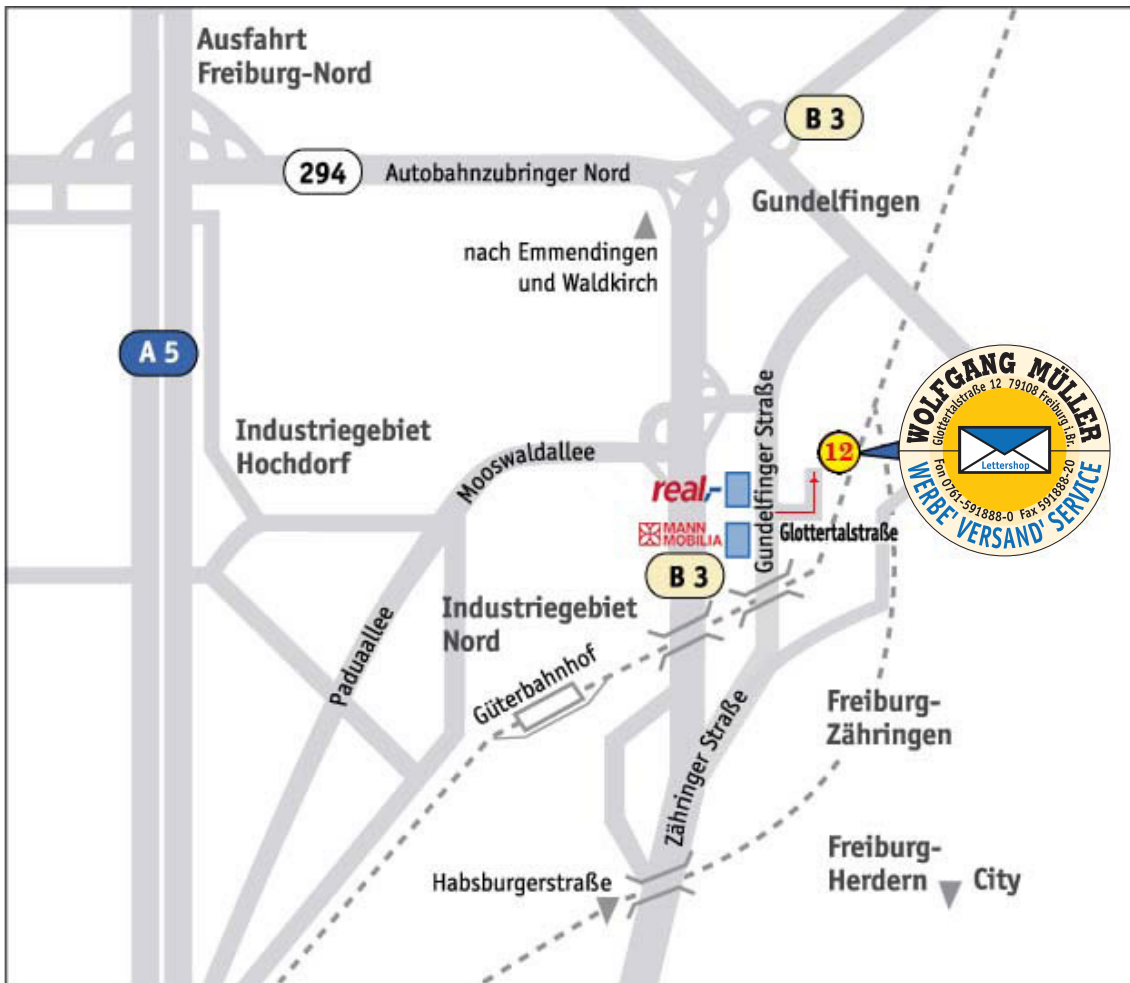 Ausfahrt
Freiburg-Nord
B 3
294
Autobahnzubringer Nord
Gundelfingen
nach Emmendingen
und Waldkirch
A 5
WOLFGANG MÜLLER
Glottertalstraße 12 79108 Freiburg i.Br.
Lettershop
Fon 0761-591888-0 Fax 591888-20
WERBE' VERSAND' SERVICE
12
Industriegebiet
Hochdorf
Mooswaldallee
Gundelfinger Straße
real,-
MANN
MOBILIA
Glottertalstraße
B 3
Industriegebiet
Nord
Paduaallee
Güterbahnhof
Zähringer Straße
Freiburg-
Zähringen
Habsburgerstraße
Freiburg-
Herdern
City